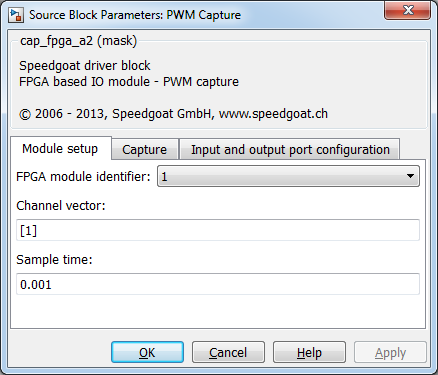 Source Block Parameters: PWM Capture
cap_fpga_a2 (mask)
Speedgoat driver block
FPGA based IO module - PWM capture
© 2006 - 2013, Speedgoat GmbH, www.speedgoat.ch
Module setup Capture Input and output port configuration
FPGA module identifier: 1
Channel vector:
[1]
Sample time:
0.001
OK Cancel Help Apply